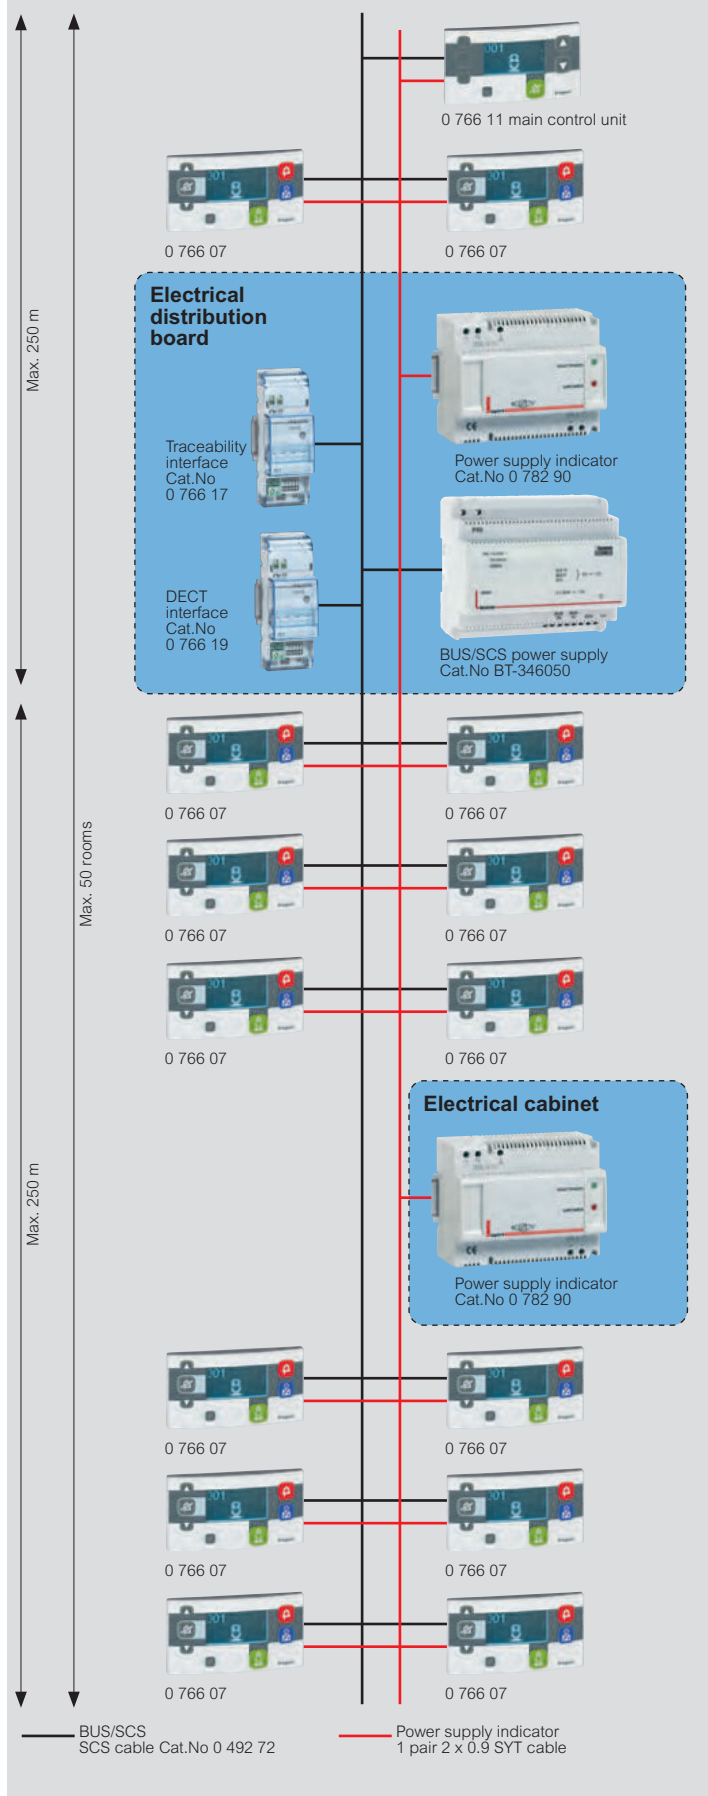 0 766 11 main control unit
0 766 07
0 766 07
Max. 250 m
Electrical
distribution
board
Traceability
interface
Cat.No
0 766 17
Power supply indicator
Cat.No 0 782 90
DECT
interface
Cat.No
0 766 19
BUS/SCS power supply
Cat.No BT-346050
0 766 07
0 766 07
Max. 50 rooms
0 766 07
0 766 07
0 766 07
0 766 07
Max. 250 m
Electrical cabinet
Power supply indicator
Cat.No 0 782 90
0 766 07
0 766 07
0 766 07
0 766 07
0 766 07
0 766 07
BUS/SCS
SCS cable Cat.No 0 492 72
Power supply indicator
1 pair 2 x 0.9 SYT cable